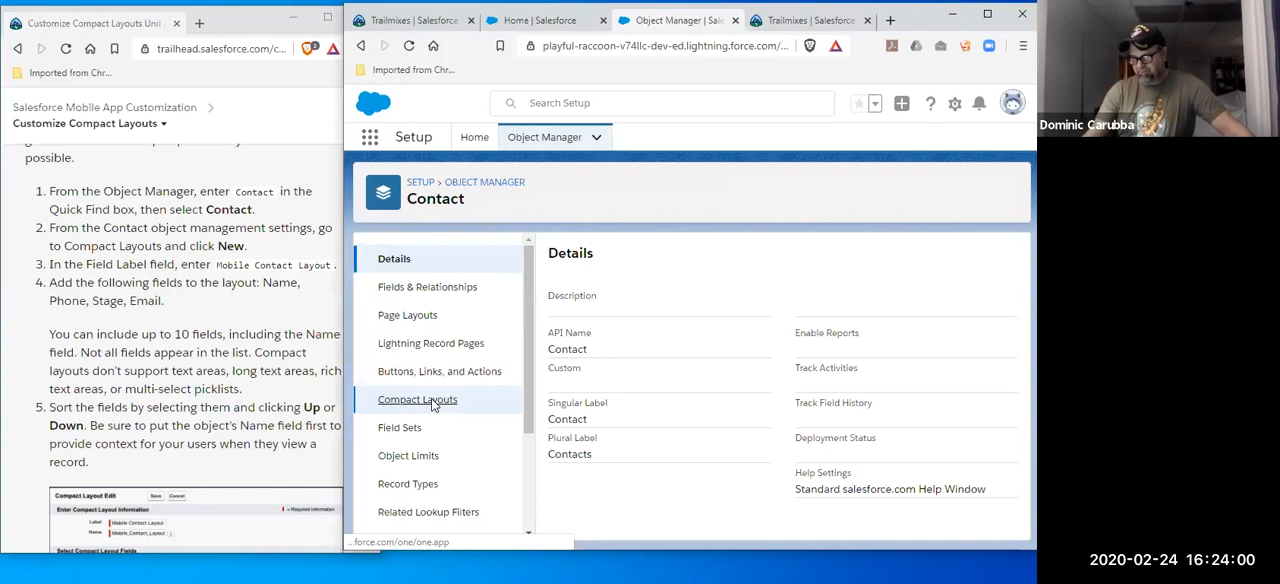 Customize Compact Layouts Unit
trailhead.salesforce.com/c...
2
Imported from Chr...
Salesforce Mobile App Customization
Customize Compact Layouts
possible.
1. From the Object Manager, enter Contact in the
Quick Find box, then select Contact.
2. From the Contact object management settings, go
to Compact Layouts and click New.
3. In the Field Label field, enter Mobile Contact Layout.
4. Add the following fields to the layout: Name,
Phone, Stage, Email.
You can include up to 10 fields, including the Name
field. Not all fields appear in the list. Compact
layouts don't support text areas, long text areas, rich
text areas, or multi-select picklists.
5. Sort the fields by selecting them and clicking Up or
Down. Be sure to put the object's Name field first to
provide context for your users when they view a
record.
Compact Layout Edit
Save
Cancel
Enter Compact Layout Information
= Required Information
Label
Mobile Contact Layout
Name
Mobile_Contact_Layout
i
Select Compact Layout Fields
Trailmixes | Salesforce
Home | Salesforce
Object Manager | Sale
Trailmixes | Salesforce
playful-raccoon-v74llc-dev-ed.lightning.force.com/...
Imported from Chr...
Search Setup
Setup
Home
Object Manager
SETUP > OBJECT MANAGER
Contact
Details
Fields & Relationships
Page Layouts
Lightning Record Pages
Buttons, Links, and Actions
Compact Layouts
Field Sets
Object Limits
Record Types
Related Lookup Filters
...force.com/one/one.app
Details
Description
API Name
Contact
Custom
Singular Label
Contact
Plural Label
Contacts
Enable Reports
Track Activities
Track Field History
Deployment Status
Help Settings
Standard salesforce.com Help Window
Dominic Carubba
2020-02-24 16:24:00